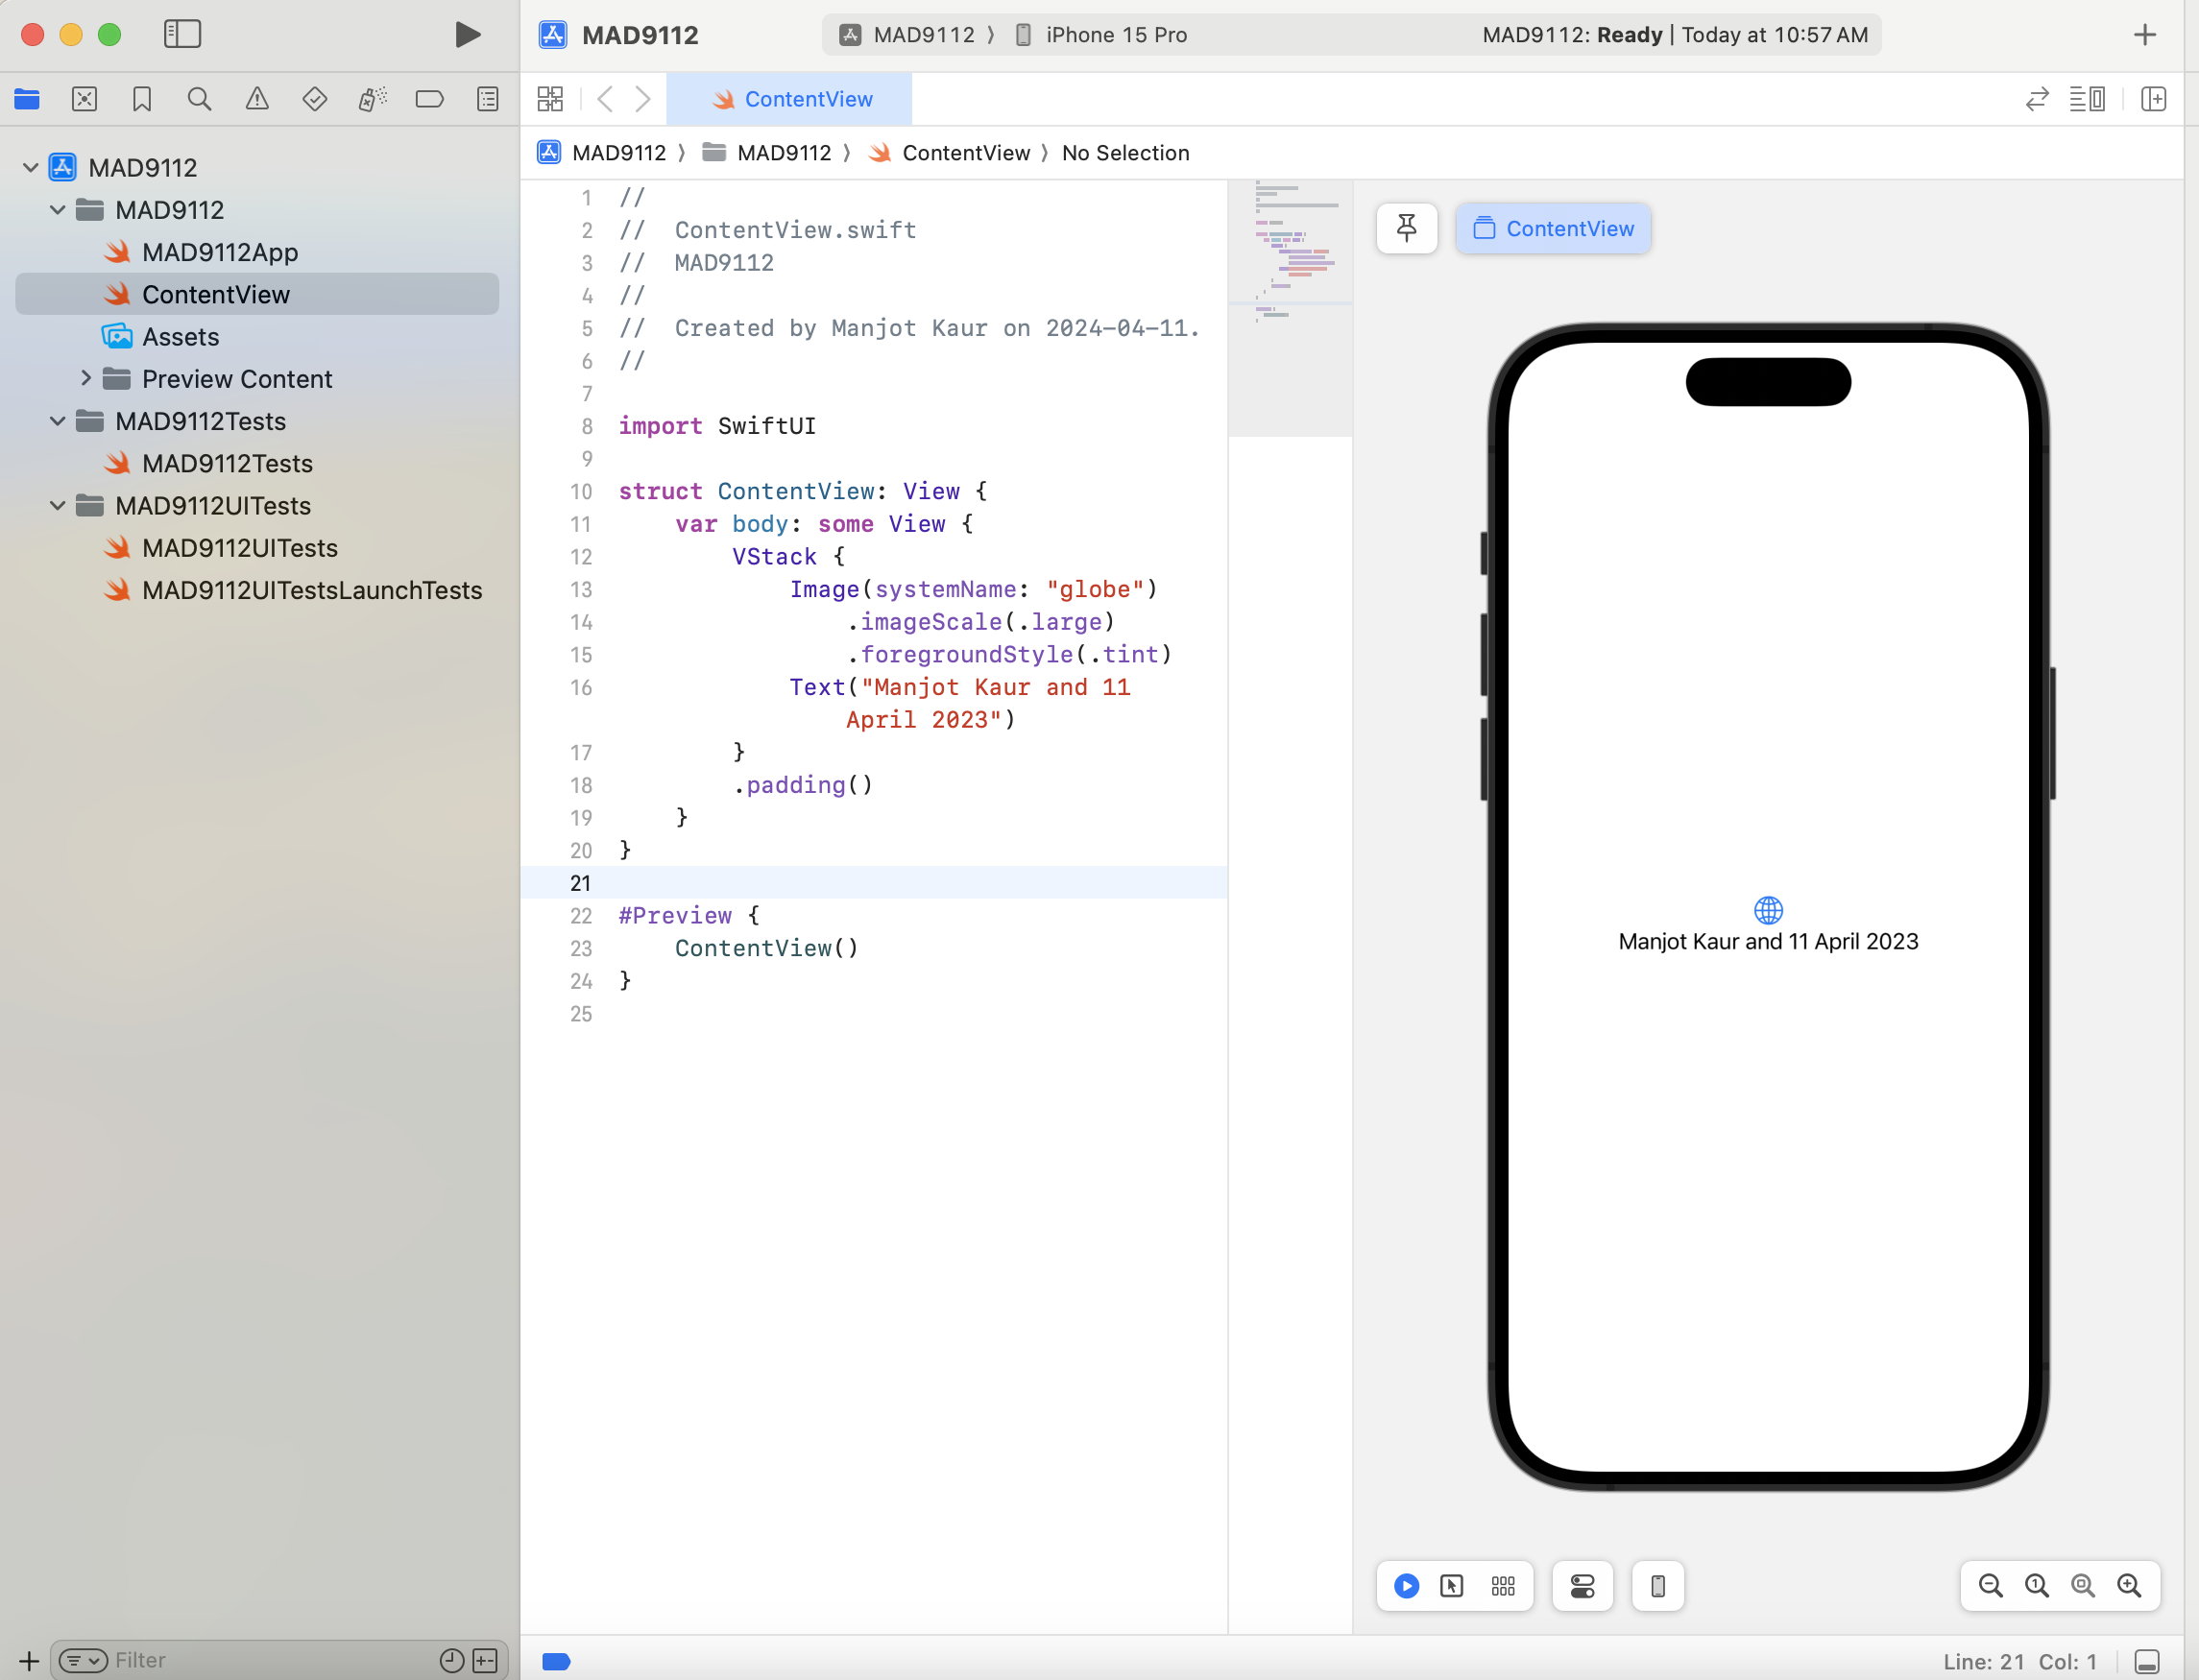 MAD9112
MAD9112 ⟩ iPhone 15 Pro
MAD9112: Ready | Today at 10:57 AM
ContentView
MAD9112 ⟩ MAD9112 ⟩ ContentView ⟩ No Selection
MAD9112
MAD9112
MAD9112App
ContentView
Assets
Preview Content
MAD9112Tests
MAD9112Tests
MAD9112UITests
MAD9112UITests
MAD9112UITestsLaunchTests
Filter
1 //
2 //  ContentView.swift
3 //  MAD9112
4 //
5 //  Created by Manjot Kaur on 2024-04-11.
6 //
7
8 import SwiftUI
9
10 struct ContentView: View {
11     var body: some View {
12         VStack {
13             Image(systemName: "globe")
14                 .imageScale(.large)
15                 .foregroundStyle(.tint)
16             Text("Manjot Kaur and 11
April 2023")
17         }
18         .padding()
19     }
20 }
21
22 #Preview {
23     ContentView()
24 }
25
ContentView
Manjot Kaur and 11 April 2023
Line: 21 Col: 1